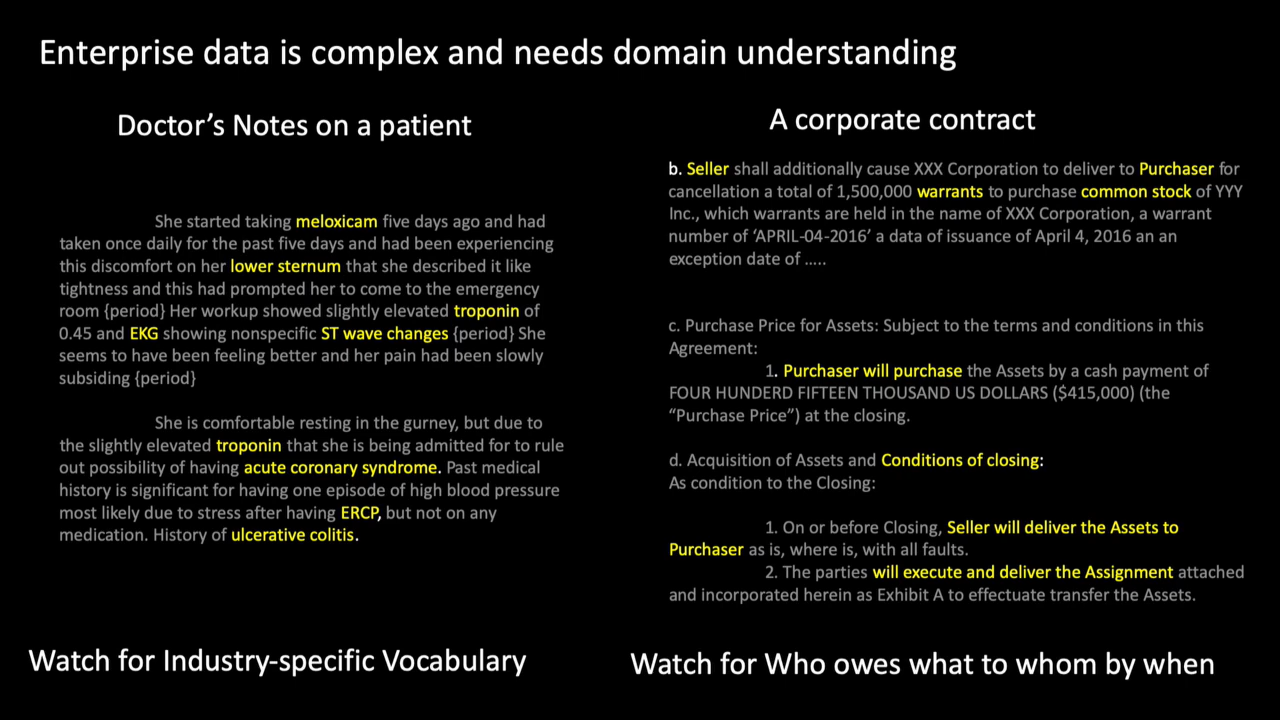 Enterprise data is complex and needs domain understanding
Doctor’s Notes on a patient
She started taking meloxicam five days ago and had
taken once daily for the past five days and had been experiencing
this discomfort on her lower sternum that she described it like
tightness and this had prompted her to come to the emergency
room {period} Her workup showed slightly elevated troponin of
0.45 and EKG showing nonspecific ST wave changes {period} She
seems to have been feeling better and her pain had been slowly
subsiding {period}
She is comfortable resting in the gurney, but due to
the slightly elevated troponin that she is being admitted for to rule
out possibility of having acute coronary syndrome. Past medical
history is significant for having one episode of high blood pressure
most likely due to stress after having ERCP, but not on any
medication. History of ulcerative colitis.
Watch for Industry-specific Vocabulary
A corporate contract
b. Seller shall additionally cause XXX Corporation to deliver to Purchaser for
cancellation a total of 1,500,000 warrants to purchase common stock of YYY
Inc., which warrants are held in the name of XXX Corporation, a warrant
number of ‘APRIL-04-2016’ a data of issuance of April 4, 2016 an an
exception date of .....
c. Purchase Price for Assets: Subject to the terms and conditions in this
Agreement:
1. Purchaser will purchase the Assets by a cash payment of
FOUR HUNDERD FIFTEEN THOUSAND US DOLLARS ($415,000) (the
“Purchase Price”) at the closing.
d. Acquisition of Assets and Conditions of closing:
As condition to the Closing:
1. On or before Closing, Seller will deliver the Assets to
Purchaser as is, where is, with all faults.
2. The parties will execute and deliver the Assignment attached
and incorporated herein as Exhibit A to effectuate transfer the Assets.
Watch for Who owes what to whom by when